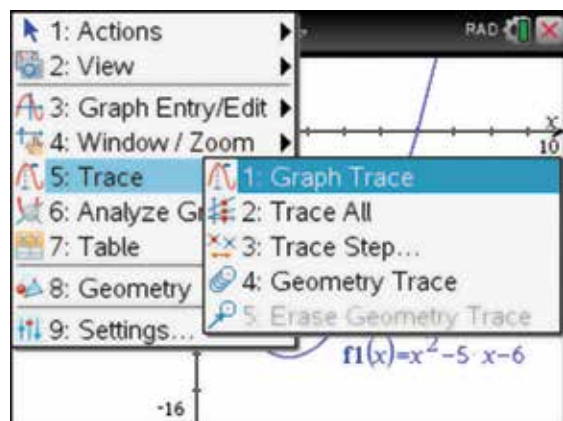 1: Actions
RAD
2: View
3: Graph Entry/Edit
x
4: Window / Zoom
10
5: Trace
1: Graph Trace
6: Analyze Gr
2: Trace All
7: Table
3: Trace Step...
8: Geometry
4: Geometry Trace
5: Erase Geometry Trace
9: Settings...
f1(x)=x²-5·x-6
-16